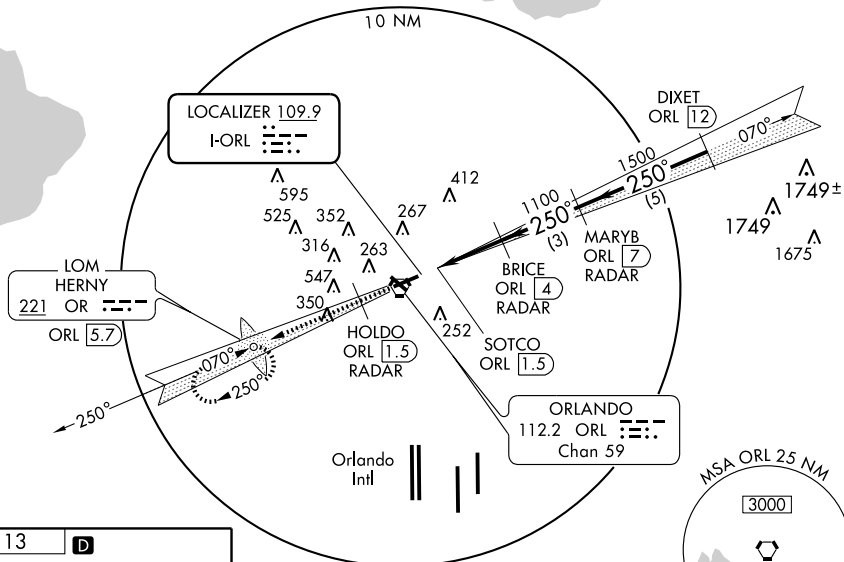 10 NM
LOCALIZER 109.9
I-ORL
DIXET
ORL 12
070°
1500
250°
(5)
1100
250°
(3)
1749±
1749
1675
412
595
525
352
267
316
263
547
350
252
MARYB
ORL 7
RADAR
BRICE
ORL 4
RADAR
SOTCO
ORL 1.5
HOLDO
ORL 1.5
RADAR
LOM
HERNY
221 OR
ORL 5.7
070°
250°
250°
ORLANDO
112.2 ORL
Chan 59
Orlando
Intl
MSA ORL 25 NM
3000
13
D